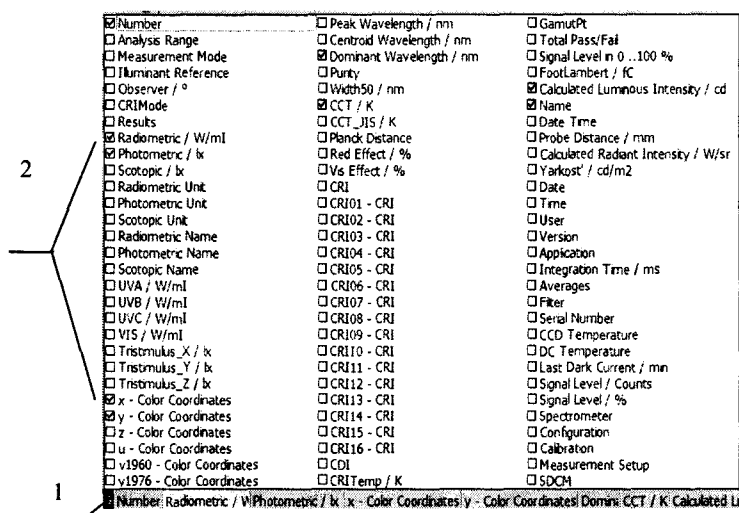 2
1
Number
Analysis Range
Measurement Mode
Illuminant Reference
Observer / °
CRIMode
Results
Radiometric / W/mI
Photometric / lx
Scotopic / lx
Radiometric Unit
Photometric Unit
Scotopic Unit
Radiometric Name
Photometric Name
Scotopic Name
UVA / W/mI
UVB / W/mI
UVC / W/mI
VIS / W/mI
Tristimulus_X / lx
Tristimulus_Y / lx
Tristimulus_Z / lx
x - Color Coordinates
y - Color Coordinates
z - Color Coordinates
u - Color Coordinates
v1960 - Color Coordinates
v1976 - Color Coordinates
Peak Wavelength / nm
Centroid Wavelength / nm
Dominant Wavelength / nm
Purity
Width50 / nm
CCT / K
CCT_JIS / K
Planck Distance
Red Effect / %
Vis Effect / %
CRI
CRI01 - CRI
CRI02 - CRI
CRI03 - CRI
CRI04 - CRI
CRI05 - CRI
CRI06 - CRI
CRI07 - CRI
CRI08 - CRI
CRI09 - CRI
CRI10 - CRI
CRI11 - CRI
CRI12 - CRI
CRI13 - CRI
CRI14 - CRI
CRI15 - CRI
CRI16 - CRI
CDI
CRITemp / K
GamutPt
Total Pass/Fail
Signal Level in 0 ..100 %
FootLambert / fC
Calculated Luminous Intensity / cd
Name
Date Time
Probe Distance / mm
Calculated Radiant Intensity / W/sr
Yarkost' / cd/m2
Date
Time
User
Version
Application
Integration Time / ms
Averages
Filter
Serial Number
CCD Temperature
DC Temperature
Last Dark Current / min
Signal Level / Counts
Signal Level / %
Spectrometer
Configuration
Calibration
Measurement Setup
SDCM
Number Radiometric / W Photometric / lx x - Color Coordinates y - Color Coordinates Domin CCT / K Calculated Lu